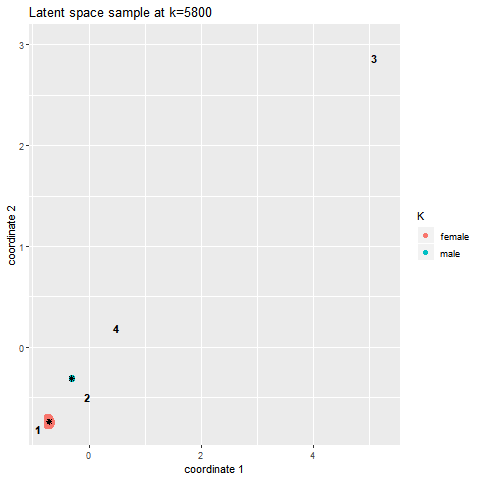 Latent space sample at k=5800
3
2
1
0
coordinate 2
3
4
2
1
0
2
4
coordinate 1
K
female
male